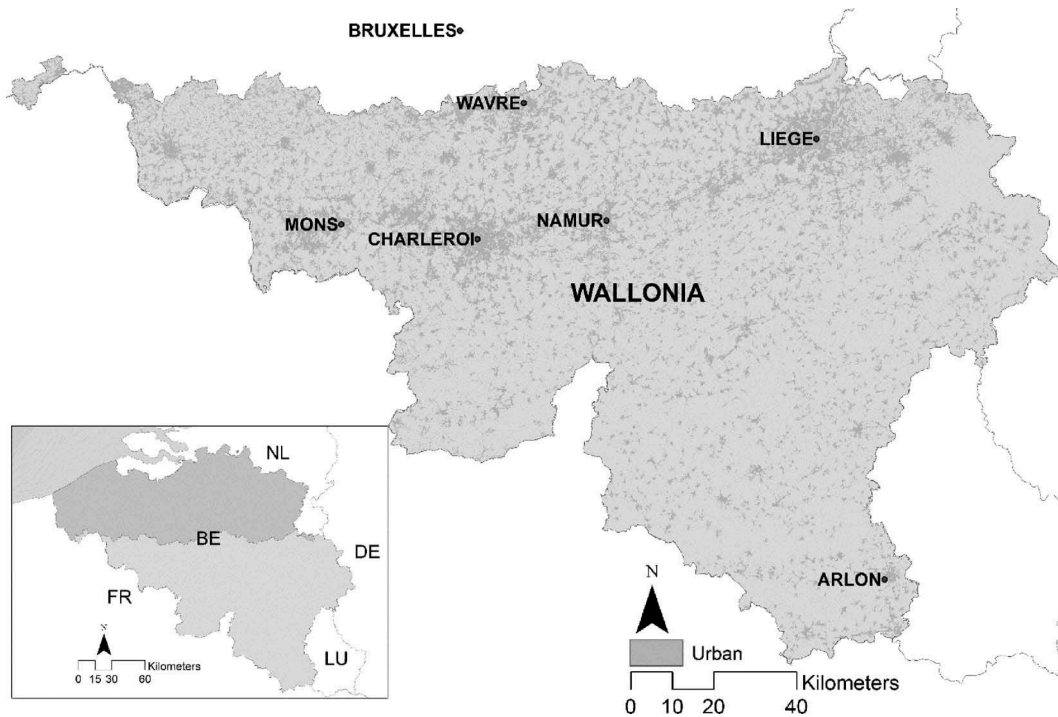 BRUXELLES
WAVRE
LIEGE
MONS
NAMUR
CHARLEROI
WALLONIA
NL
BE
DE
FR
N
LU
Kilometers
0 15 30 60
ARLON
N
Urban
Kilometers
0 10 20 40